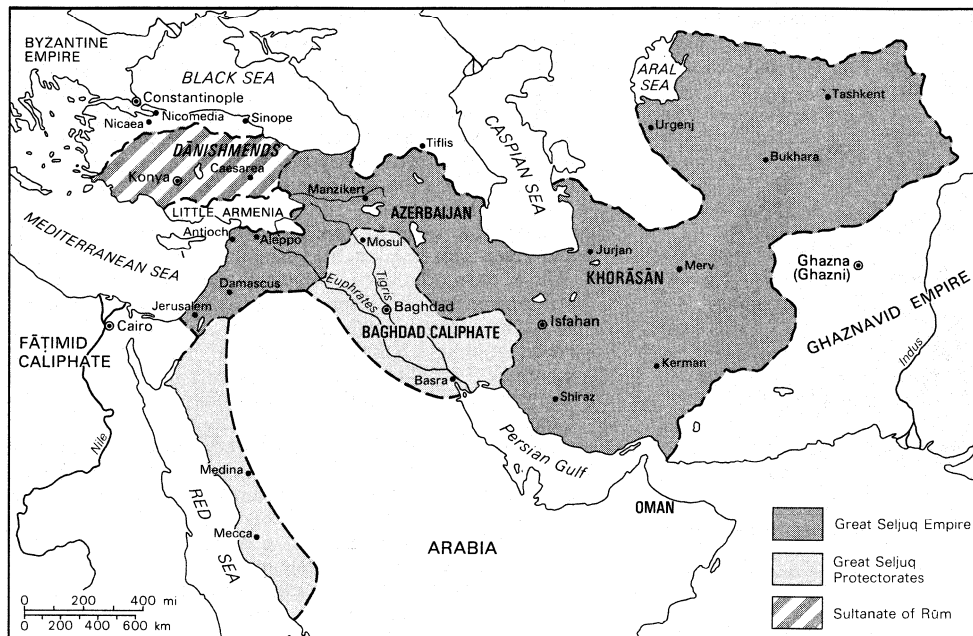 BYZANTINE
EMPIRE
BLACK SEA
Constantinople
Nicomedia
Nicaea
Sinope
DĀNISHMENDS
Konya
Caesarea
LITTLE ARMENIA
MEDITERRANEAN SEA
Antioch
Aleppo
Damascus
Jerusalem
Cairo
FĀṬIMID
CALIPHATE
Nile
Tiflis
Manzikert
AZERBAIJAN
CASPIAN SEA
ARAL
SEA
Tashkent
Urgenj
Bukhara
Mosul
Tigris
Euphrates
Baghdad
BAGHDAD CALIPHATE
Basra
Jurjan
Merv
KHORĀSĀN
Isfahan
Kerman
Shiraz
Ghazna
(Ghazni)
GHAZNAVID EMPIRE
Indus
Persian Gulf
OMAN
Medina
Mecca
RED SEA
ARABIA
Great Seljuq Empire
Great Seljuq
Protectorates
Sultanate of Rūm
0 200 400 mi
0 200 400 600 km